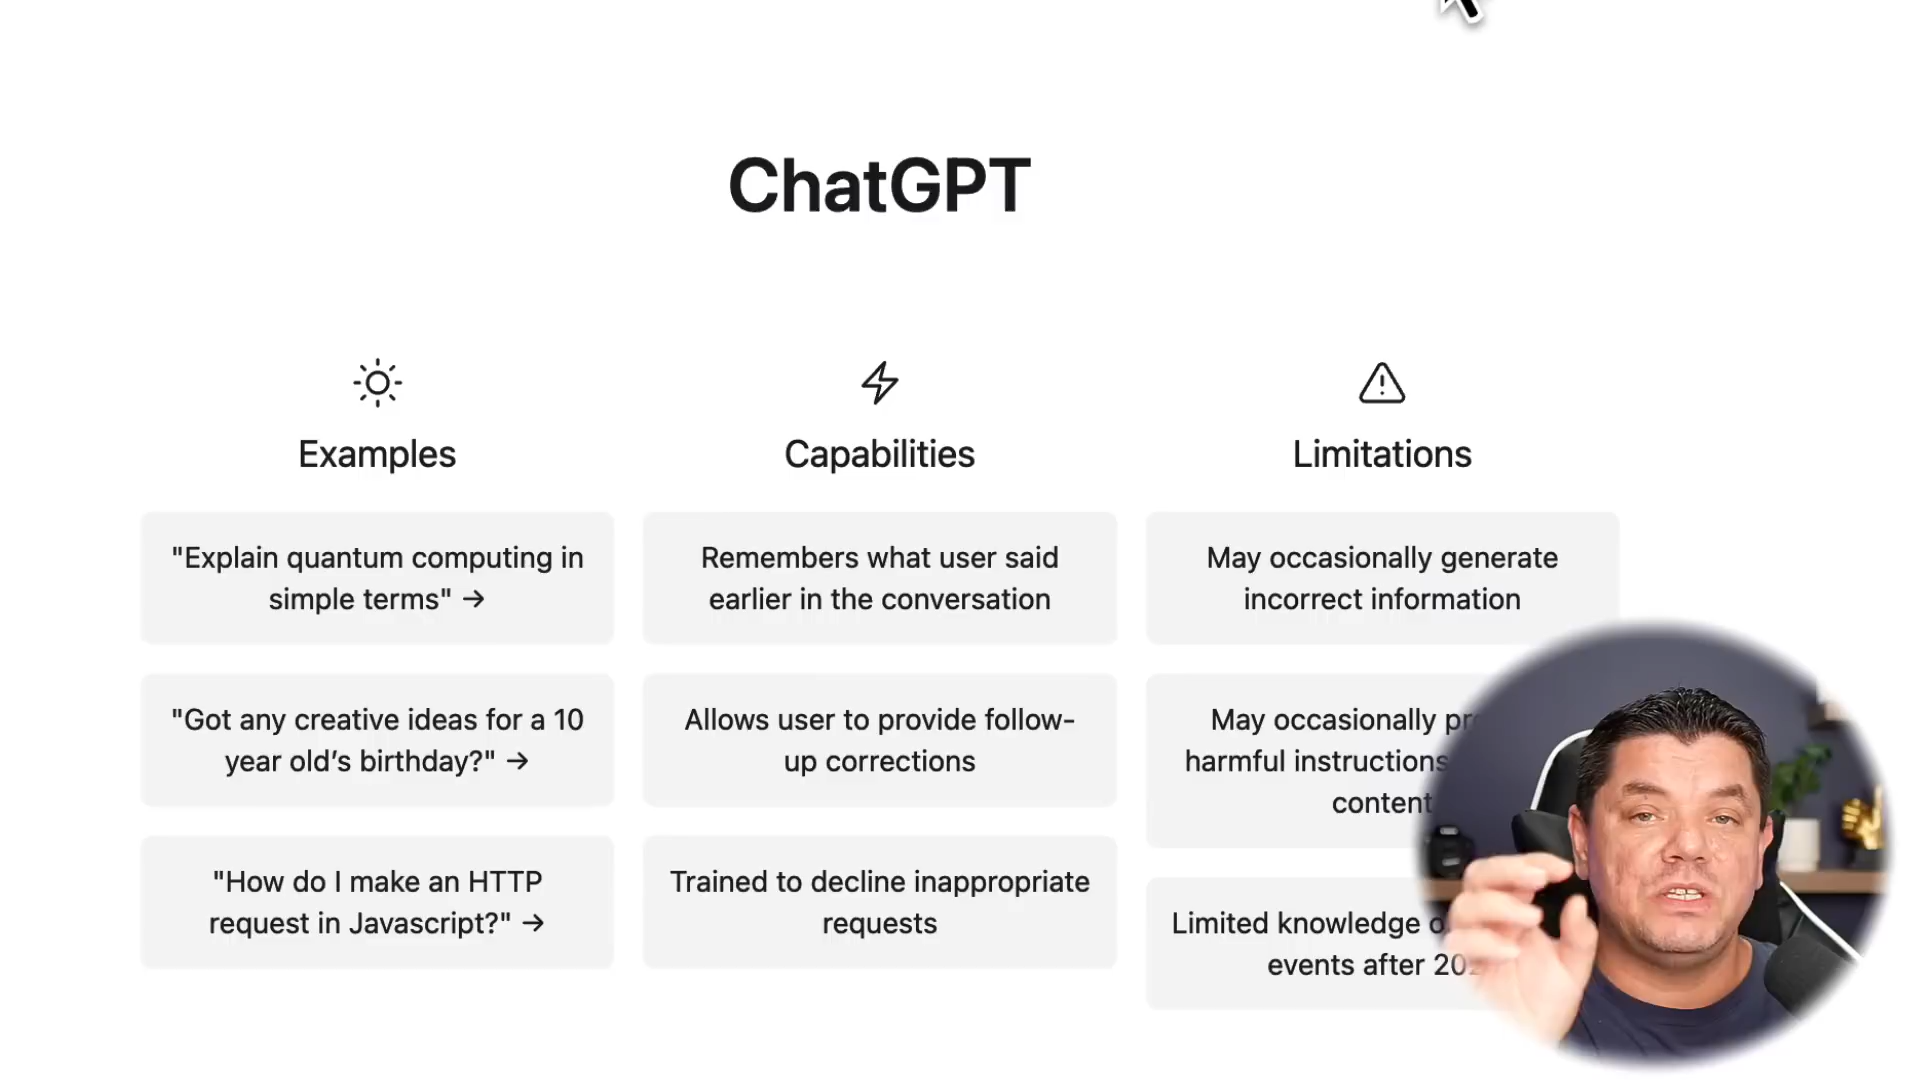 ChatGPT
Examples
"Explain quantum computing in
simple terms" →
"Got any creative ideas for a 10
year old’s birthday?" →
"How do I make an HTTP
request in Javascript?" →
Capabilities
Remembers what user said
earlier in the conversation
Allows user to provide follow-
up corrections
Trained to decline inappropriate
requests
Limitations
May occasionally generate
incorrect information
May occasionally
harmful instructions
content
Limited knowledge
events after